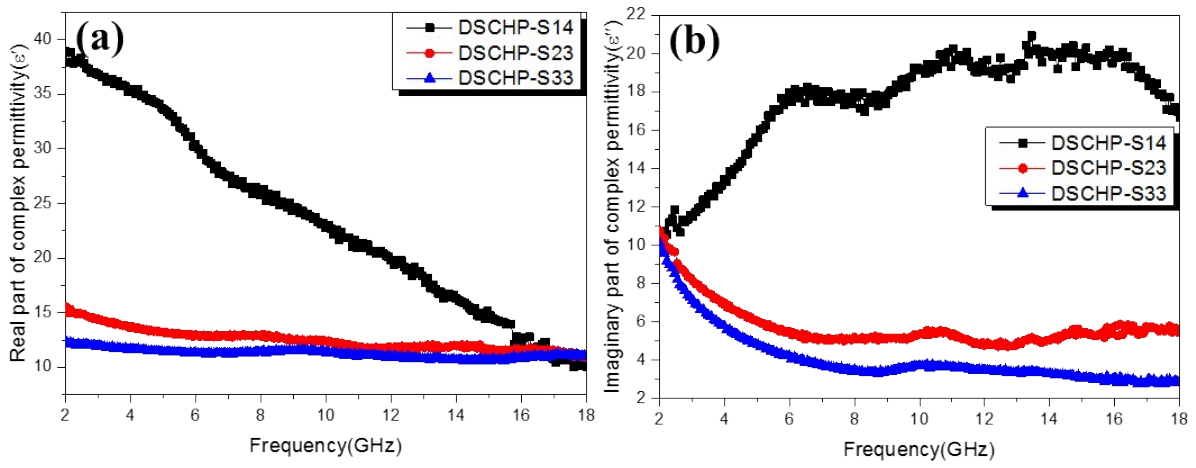 (a)
DSCHP-S14
DSCHP-S23
DSCHP-S33
Real part of complex permittivity(ε′)
40
35
30
25
20
15
10
2 4 6 8 10 12 14 16 18
Frequency(GHz)
(b)
DSCHP-S14
DSCHP-S23
DSCHP-S33
Imaginary part of complex permittivity(ε′′)
22
20
18
16
14
12
10
8
6
4
2
2 4 6 8 10 12 14 16 18
Frequency(GHz)